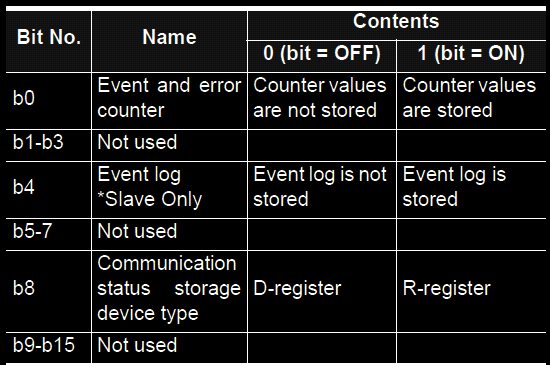 Bit No. Name Contents
0 (bit = OFF) 1 (bit = ON)
b0 Event and error Counter values Counter values
counter are not stored are stored
b1-b3 Not used
b4 Event log Event log is not Event log is
*Slave Only stored stored
b5-7 Not used
Communication
b8 status storage D-register R-register
device type
b9-b15 Not used